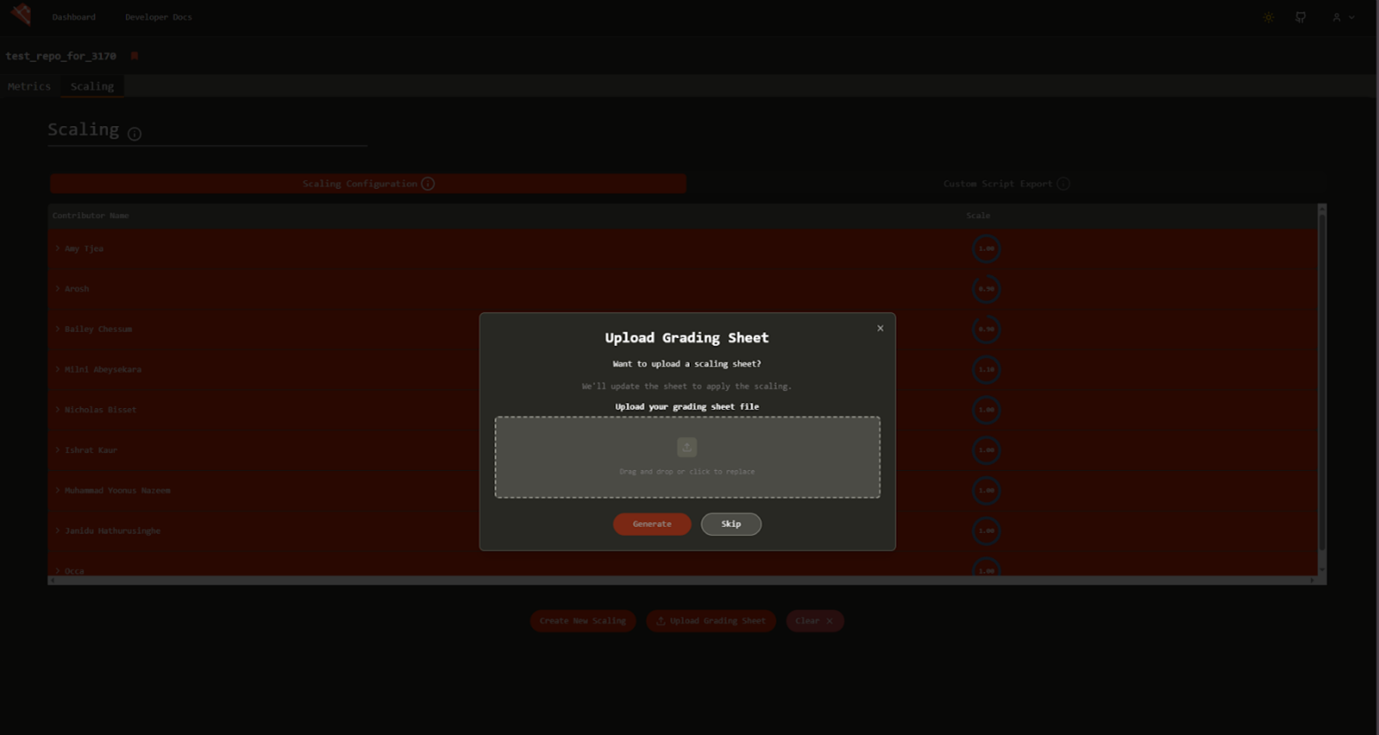 Dashboard Developer Docs
test_repo_for_3170
Metrics Scaling
Scaling
Scaling Configuration Custom Script Export
Contributor Name Scale
Amy Tjea 1.00
Arosh 0.90
Bailey Chessum 0.90
Milni Abeysekara 1.10
Nicholas Bisset 1.00
Ishrat Kaur 1.00
Muhammad Yoonus Nazeem 1.00
Janidu Hathurusinghe 1.00
Occa 1.00
Upload Grading Sheet
Want to upload a scaling sheet?
We'll update the sheet to apply the scaling.
Upload your grading sheet file
Drag and drop or click to replace
Generate Skip
Create New Scaling Upload Grading Sheet Clear ×